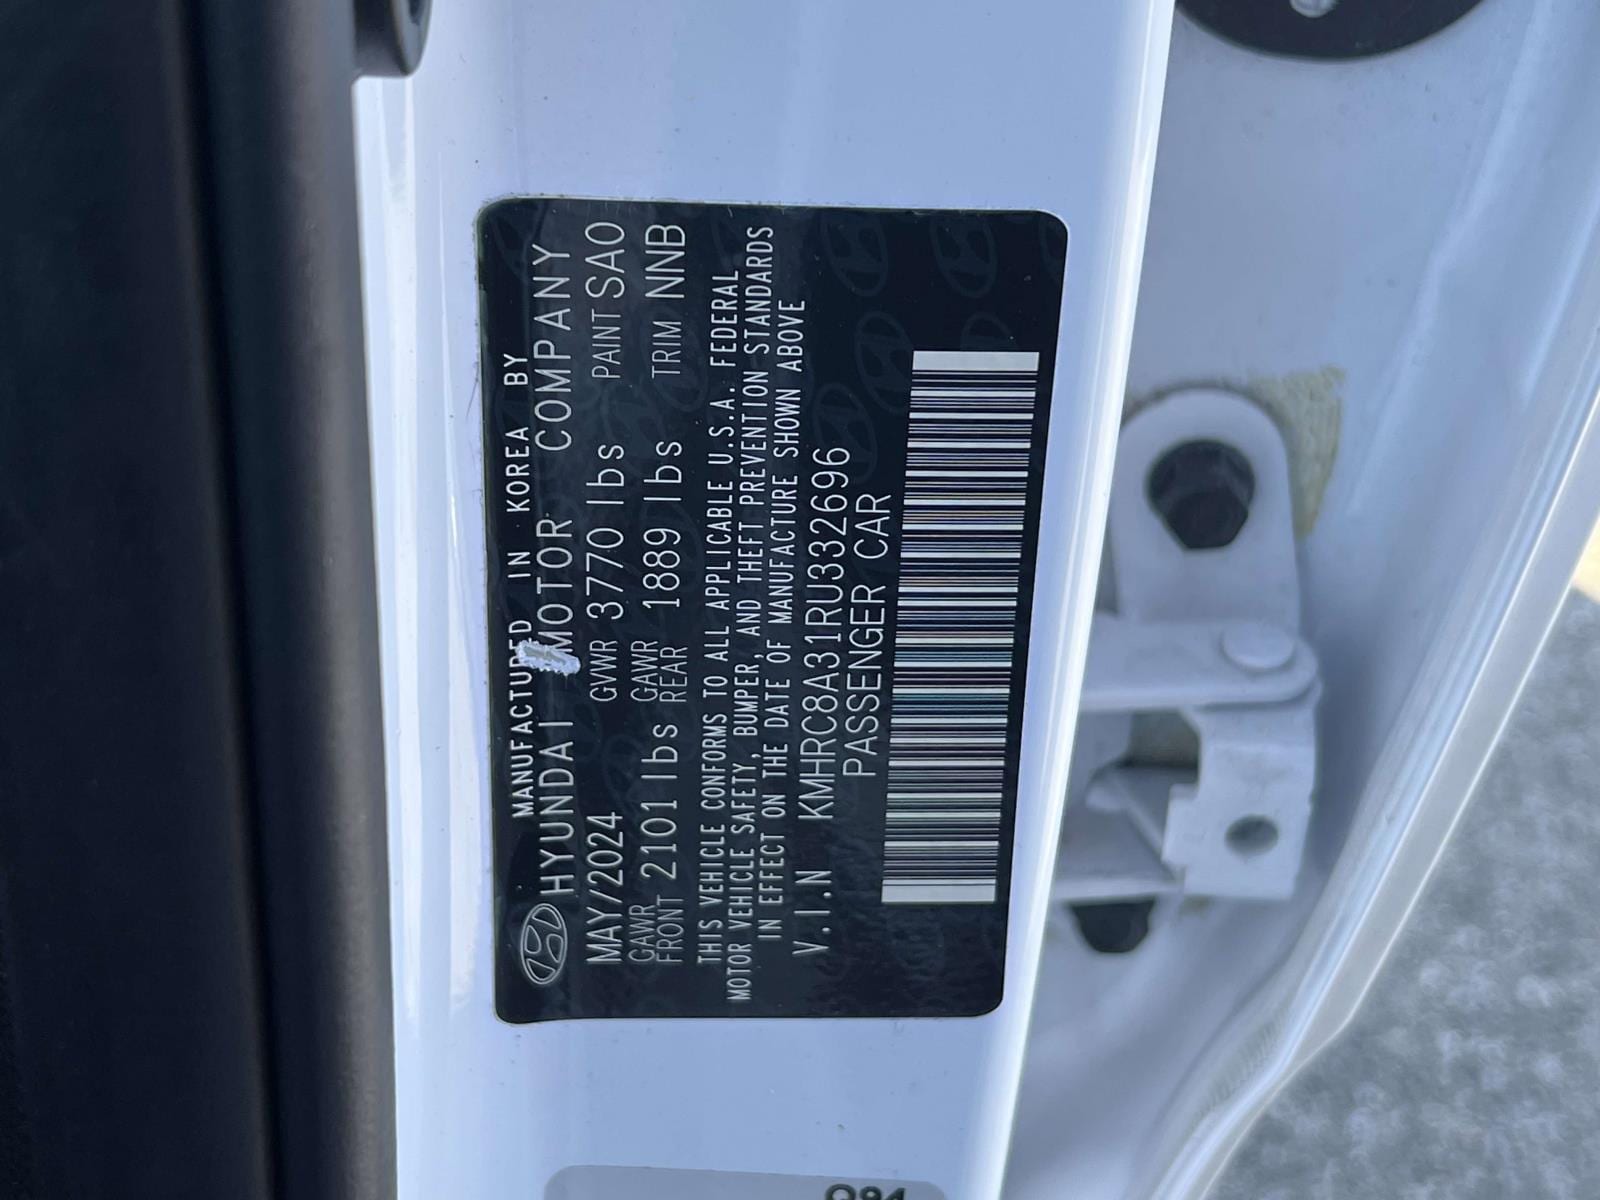 MANUFACTURED IN KOREA BY
HYUNDAI MOTOR COMPANY
MAY/2024 GVWR 3770 lbs PAINT SAO
GAWR FRONT 2101 lbs GAWR REAR 1889 lbs TRIM NNB
THIS VEHICLE CONFORMS TO ALL APPLICABLE U.S.A. FEDERAL
MOTOR VEHICLE SAFETY, BUMPER, AND THEFT PREVENTION STANDARDS
IN EFFECT ON THE DATE OF MANUFACTURE SHOWN ABOVE
V.I.N KMHRC8A31RU332696
PASSENGER CAR